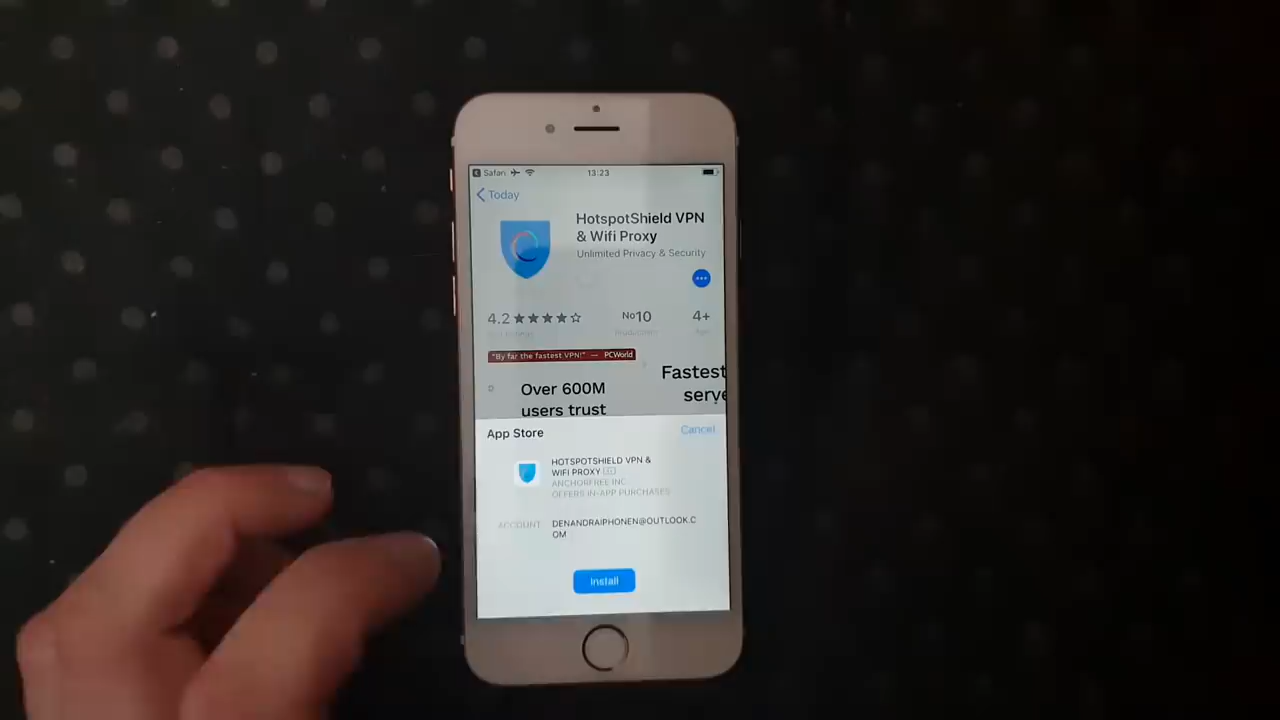 Safari 13:23
Today
HotspotShield VPN
& Wifi Proxy
Unlimited Privacy & Security
4.2 No10 4+
Age
"By far the fastest VPN!" — PCWorld
Over 600M
users trust
Fastest
serve
App Store
Cancel
HOTSPOTSHIELD VPN &
WIFI PROXY
ANCHORFREE INC
OFFERS IN-APP PURCHASES
ACCOUNT DENANDRAIPHONEN@OUTLOOK.C
OM
Install